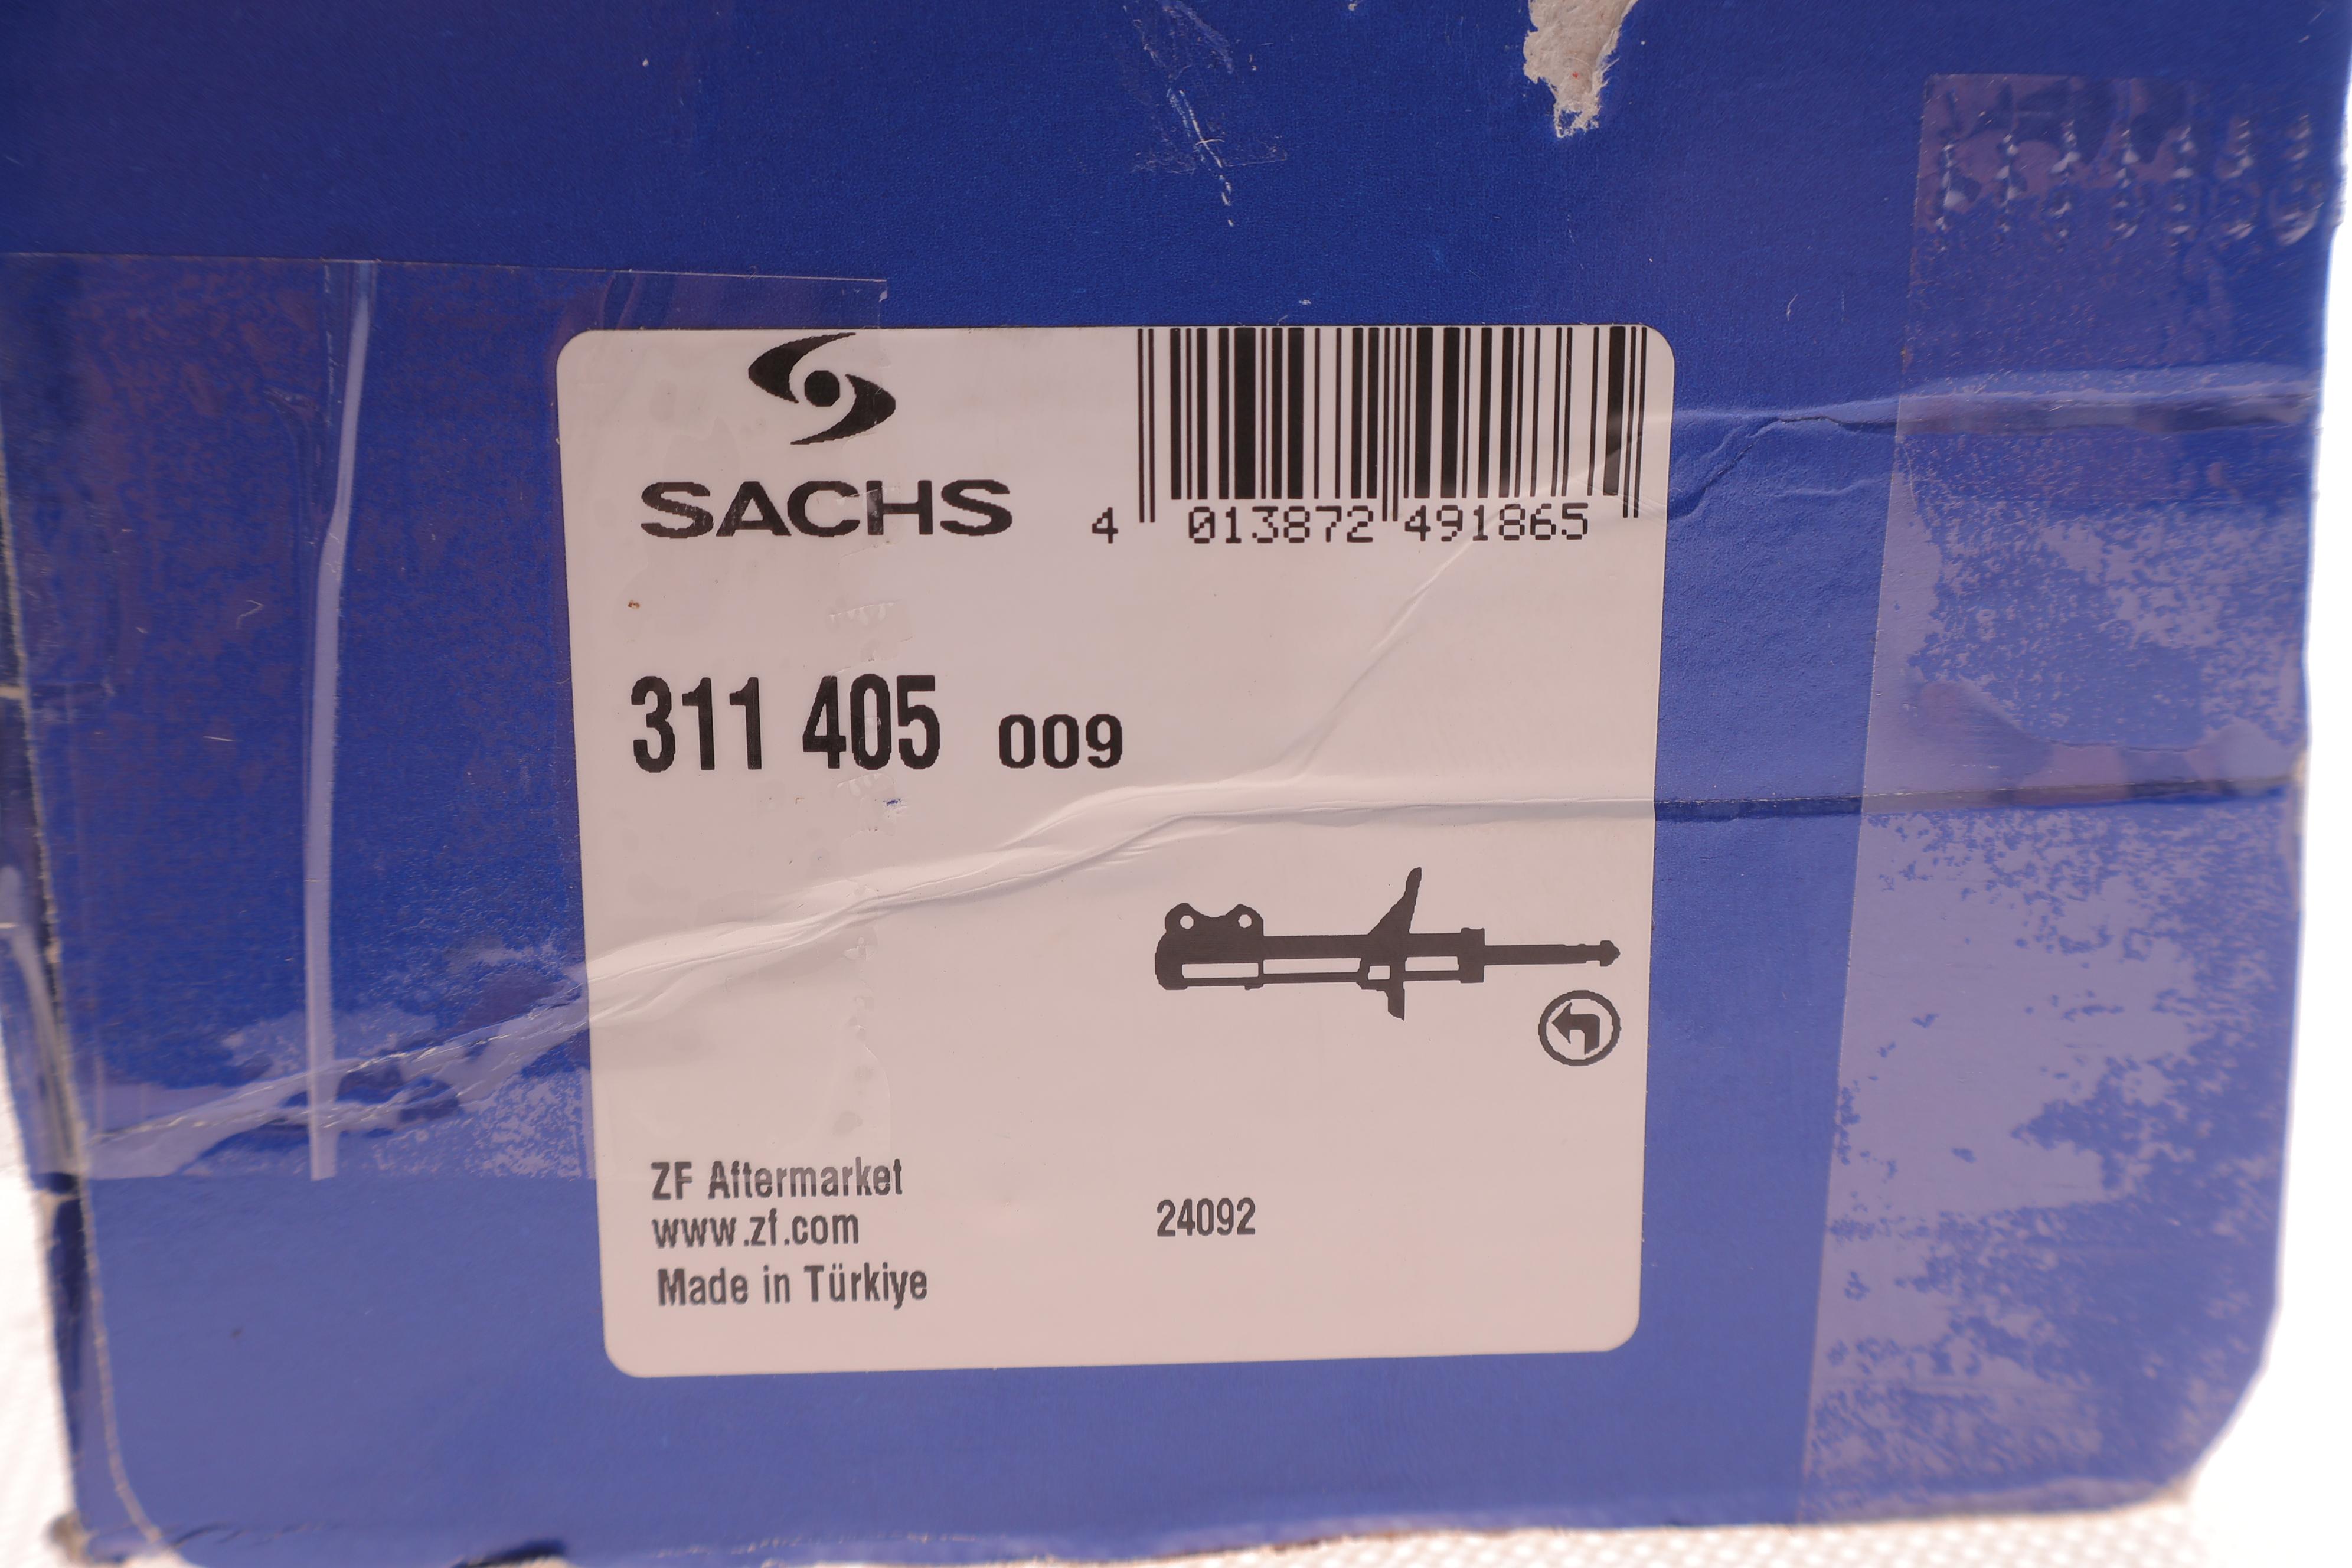 SACHS
4 013872 491865
311 405 009
ZF Aftermarket
www.zf.com
24092
Made in Türkiye